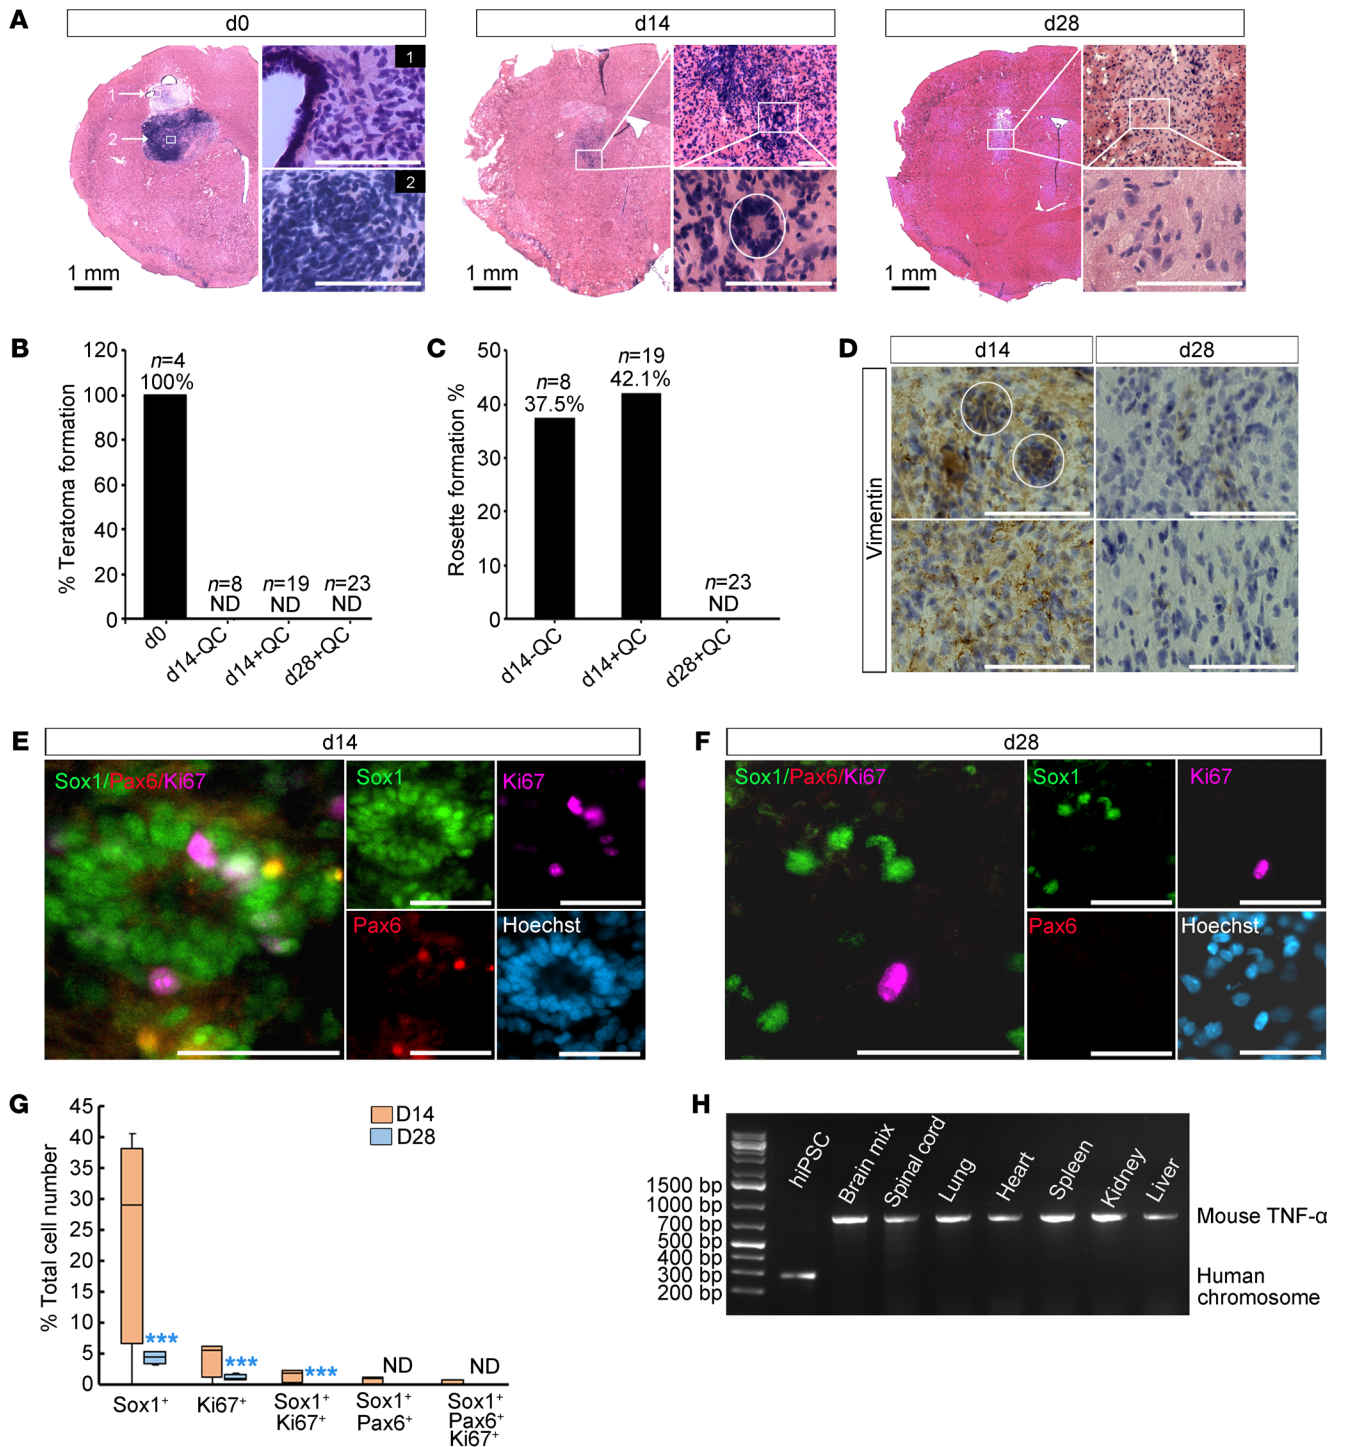 A
d0
d14
d28
1
2
1
2
1 mm
1 mm
1 mm
B
% Teratoma formation
120
100
80
60
40
20
0
n=4
100%
n=8
ND
n=19
ND
n=23
ND
d0
d14-QC
d14+QC
d28+QC
C
Rosette formation %
50
40
30
20
10
0
n=8
37.5%
n=19
42.1%
n=23
ND
d14-QC
d14+QC
d28+QC
D
d14
d28
Vimentin
E
d14
Sox1/Pax6/Ki67
Sox1
Ki67
Pax6
Hoechst
F
d28
Sox1/Pax6/Ki67
Sox1
Ki67
Pax6
Hoechst
G
% Total cell number
45
40
35
30
25
20
15
10
5
0
D14
D28
***
***
***
ND
ND
Sox1+
Ki67+
Sox1+
Ki67+
Sox1+
Pax6+
Sox1+
Pax6+
Ki67+
H
hiPSC
Brain mix
Spinal cord
Lung
Heart
Spleen
Kidney
Liver
1500 bp
1000 bp
700 bp
500 bp
400 bp
300 bp
200 bp
Mouse TNF-α
Human
chromosome